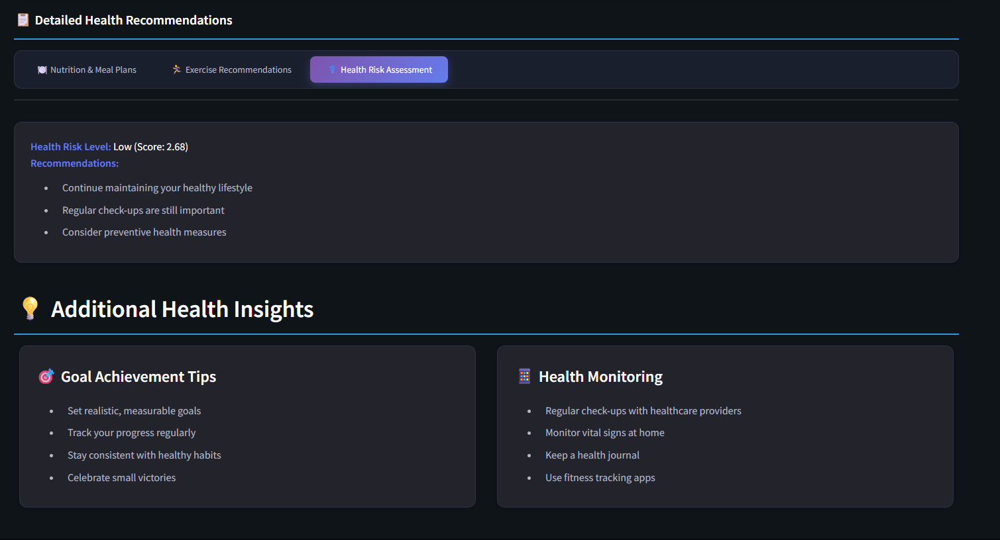 Detailed Health Recommendations
Nutrition & Meal Plans
Exercise Recommendations
Health Risk Assessment
Health Risk Level: Low (Score: 2.68)
Recommendations:
Continue maintaining your healthy lifestyle
Regular check-ups are still important
Consider preventive health measures
Additional Health Insights
Goal Achievement Tips
Set realistic, measurable goals
Track your progress regularly
Stay consistent with healthy habits
Celebrate small victories
Health Monitoring
Regular check-ups with healthcare providers
Monitor vital signs at home
Keep a health journal
Use fitness tracking apps